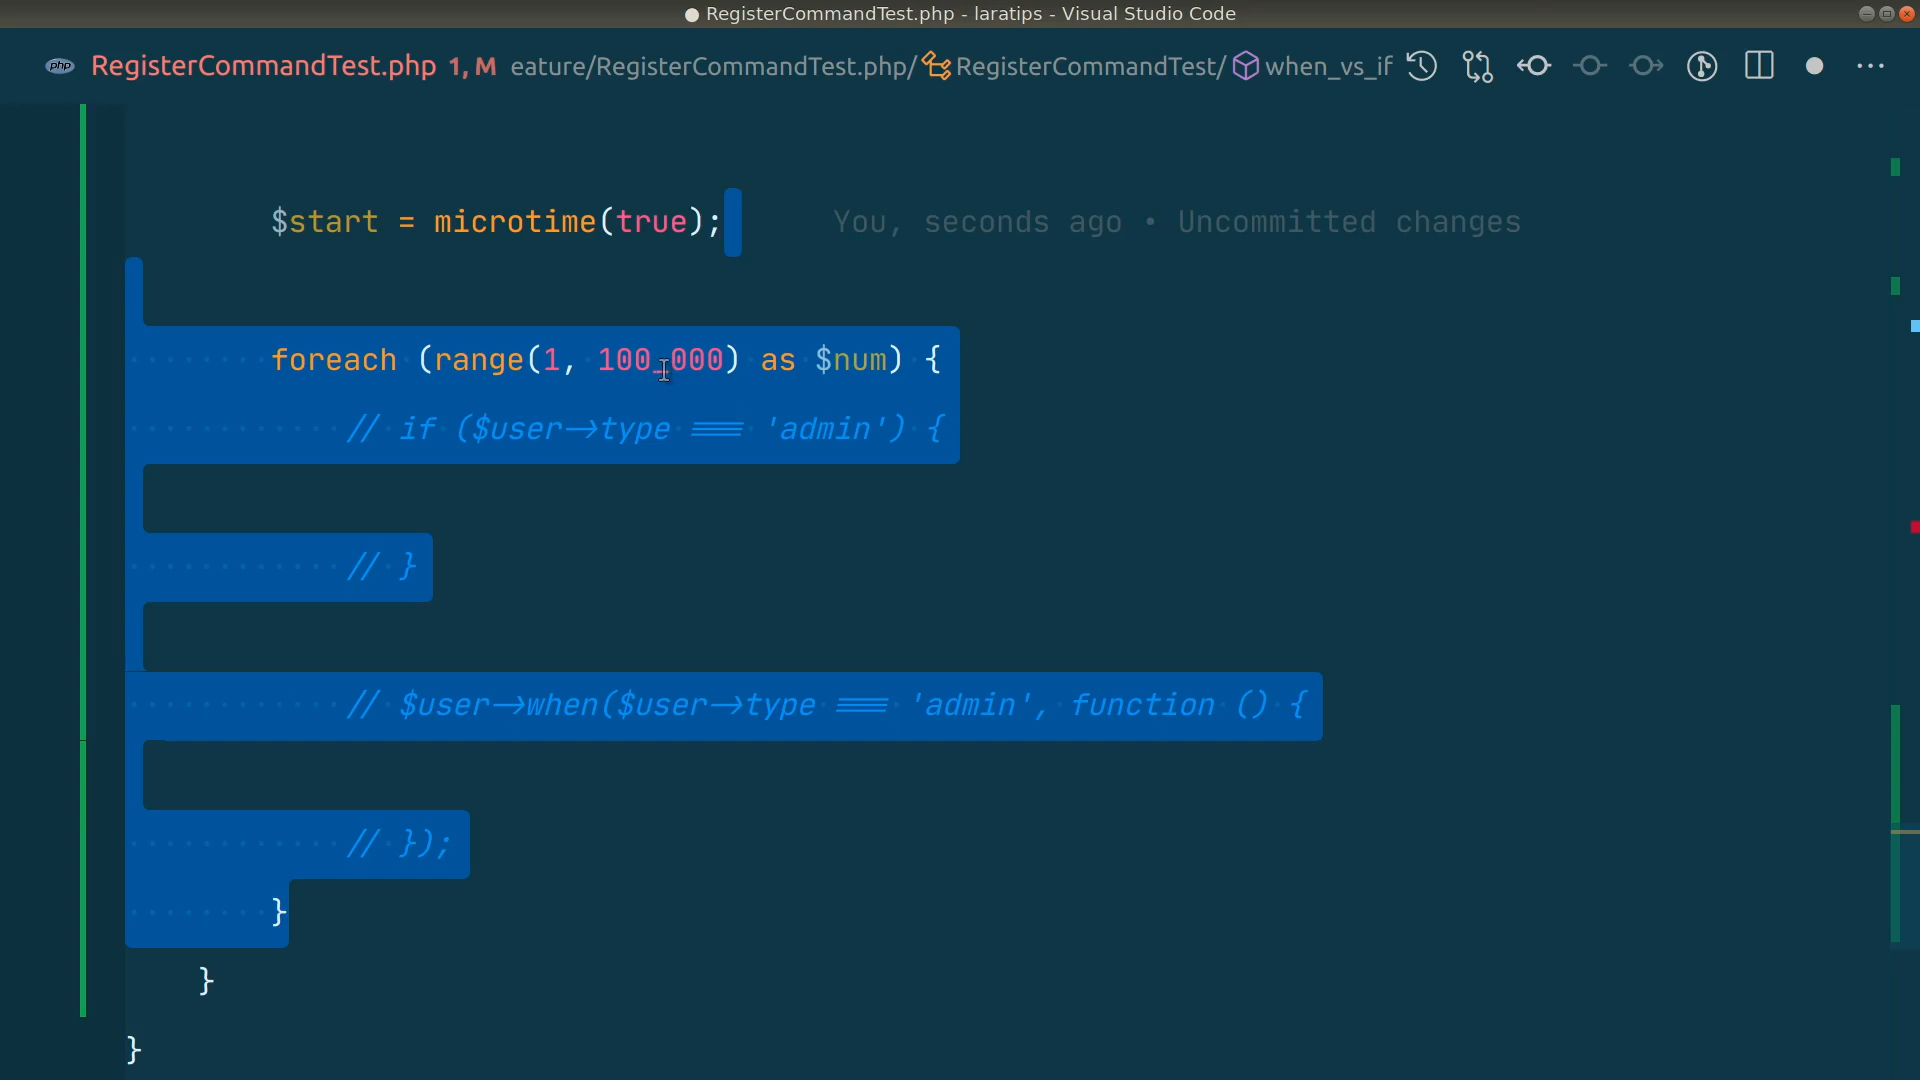 ● RegisterCommandTest.php - laratips - Visual Studio Code
php RegisterCommandTest.php 1, M eature/RegisterCommandTest.php/ RegisterCommandTest/ when_vs_if ···
$start = microtime(true); You, seconds ago • Uncommitted changes
foreach (range(1, 100_000) as $num) {
// if ($user->type === 'admin') {
// }
// $user->when($user->type === 'admin', function () {
// });
}
}
}